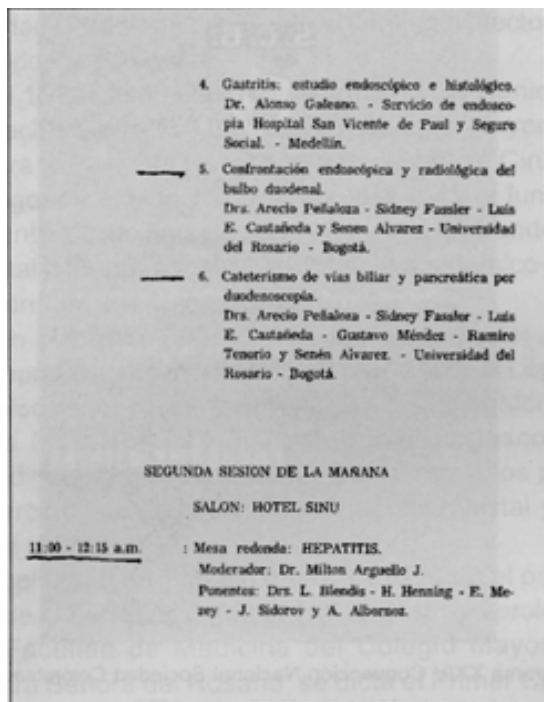 4. Gastritis: estudio endoscópico e histológico.
Dr. Alonso Galeano. - Servicio de endosco-
pia Hospital San Vicente de Paul y Seguro
Social. - Medellín.
5. Confrontación endoscópica y radiológica del
bulbo duodenal.
Drs. Arecio Peñaloza - Sidney Fassler - Luis
E. Castañeda y Senen Alvarez - Universidad
del Rosario - Bogotá.
6. Cateterismo de vías biliar y pancreática por
duodenoscopia.
Drs. Arecio Peñaloza - Sidney Fassler - Luis
E. Castañeda - Gustavo Méndez - Ramiro
Tenorio y Senén Alvarez. - Universidad del
Rosario - Bogotá.
SEGUNDA SESION DE LA MAÑANA
SALON: HOTEL SINU
11:00 - 12:15 a.m. : Mesa redonda: HEPATITIS.
Moderador: Dr. Milton Arguello J.
Ponentes: Drs. L. Blendis - H. Henning - E. Me-
zey - J. Sidorov y A. Albornoz.